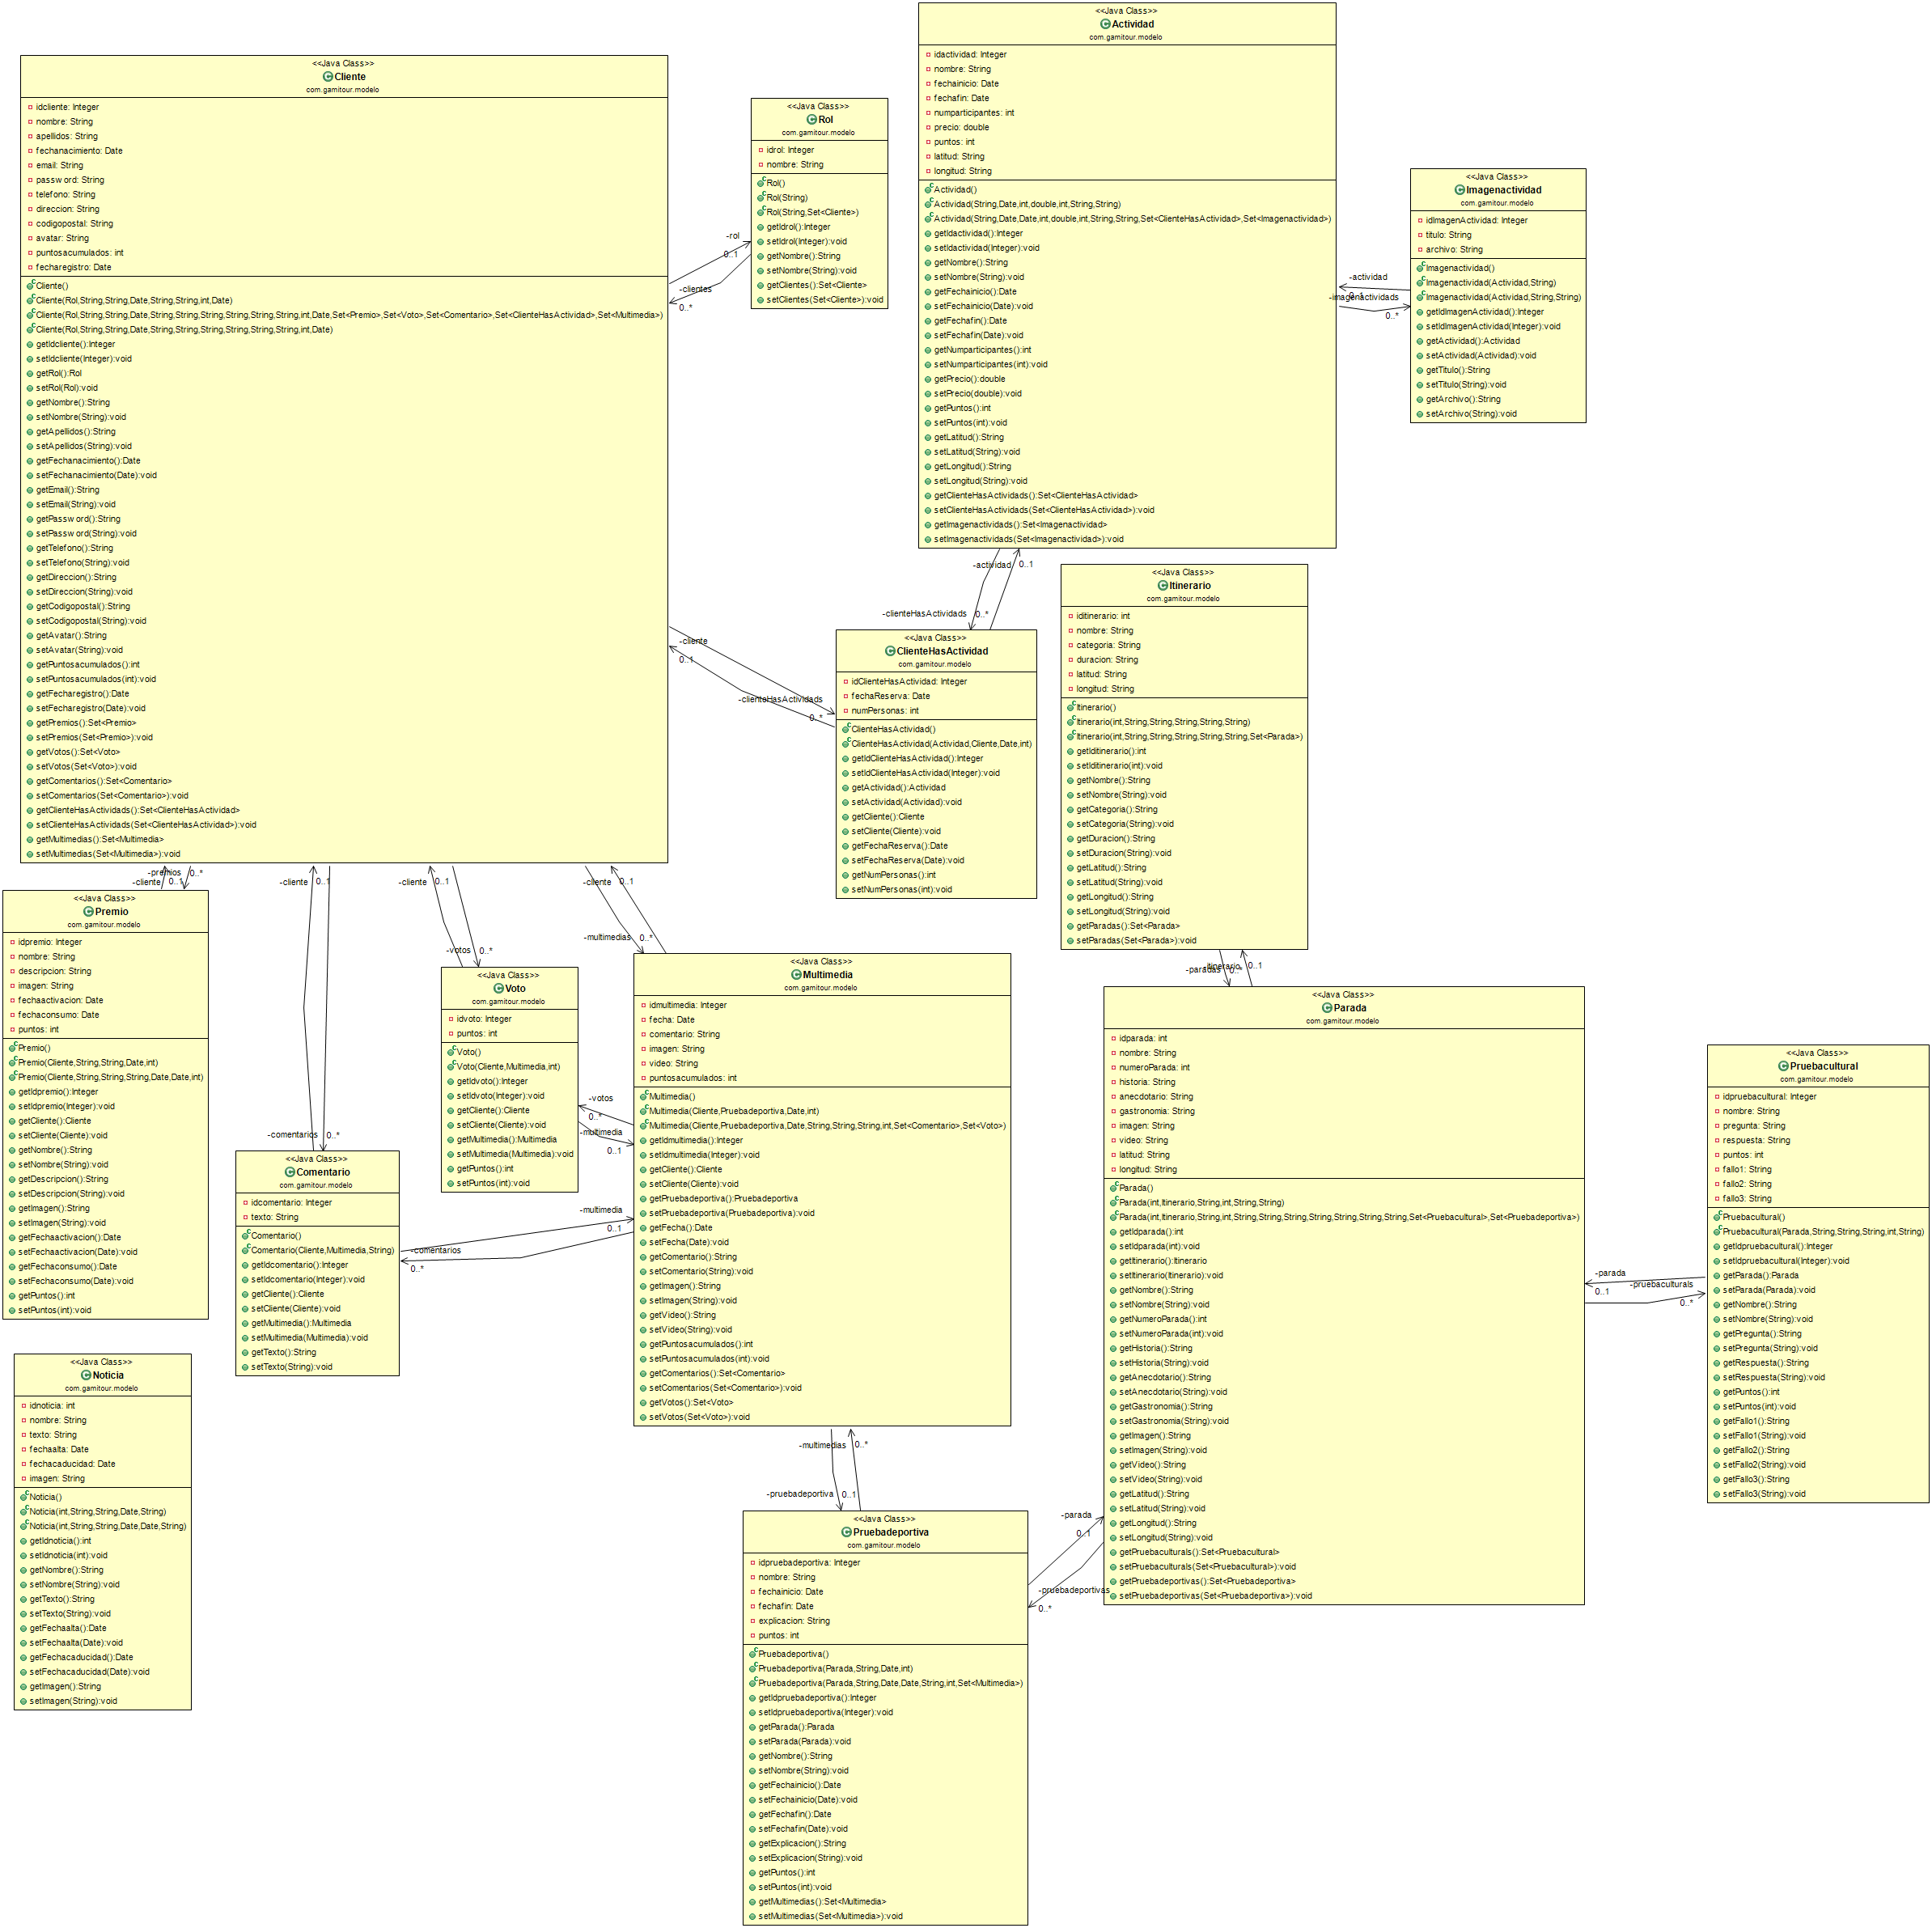 <<Java Class>>
Cliente
com.gamitour.modelo
idcliente: Integer
nombre: String
apellidos: String
fechanacimiento: Date
email: String
passw ord: String
telefono: String
direccion: String
codigopostal: String
avatar: String
puntosacumulados: int
fecharegistro: Date
Cliente()
Cliente(Rol,String,String,Date,String,String,int,Date)
Cliente(Rol,String,String,Date,String,String,String,String,String,String,int,Date,Set<Premio>,Set<Voto>,Set<Comentario>,Set<ClienteHasActividad>,Set<Multimedia>)
Cliente(Rol,String,String,Date,String,String,String,String,String,String,int,Date)
getIdcliente():Integer
setIdcliente(Integer):void
getRol():Rol
setRol(Rol):void
getNombre():String
setNombre(String):void
getApellidos():String
setApellidos(String):void
getFechanacimiento():Date
setFechanacimiento(Date):void
getEmail():String
setEmail(String):void
getPassw ord():String
setPassw ord(String):void
getTelefono():String
setTelefono(String):void
getDireccion():String
setDireccion(String):void
getCodigopostal():String
setCodigopostal(String):void
getAvatar():String
setAvatar(String):void
getPuntosacumulados():int
setPuntosacumulados(int):void
getFecharegistro():Date
setFecharegistro(Date):void
getPremios():Set<Premio>
setPremios(Set<Premio>):void
getVotos():Set<Voto>
setVotos(Set<Voto>):void
getComentarios():Set<Comentario>
setComentarios(Set<Comentario>):void
getClienteHasActividads():Set<ClienteHasActividad>
setClienteHasActividads(Set<ClienteHasActividad>):void
getMultimedias():Set<Multimedia>
setMultimedias(Set<Multimedia>):void
<<Java Class>>
Rol
com.gamitour.modelo
idrol: Integer
nombre: String
Rol()
Rol(String)
Rol(String,Set<Cliente>)
getIdrol():Integer
setIdrol(Integer):void
getNombre():String
setNombre(String):void
getClientes():Set<Cliente>
setClientes(Set<Cliente>):void
-rol
0..1
-clientes
0..*
<<Java Class>>
Actividad
com.gamitour.modelo
idactividad: Integer
nombre: String
fechainicio: Date
fechafin: Date
numparticipantes: int
precio: double
puntos: int
latitud: String
longitud: String
Actividad()
Actividad(String,Date,int,double,int,String,String)
Actividad(String,Date,Date,int,double,int,String,String,Set<ClienteHasActividad>,Set<Imagenactividad>)
getIdactividad():Integer
setIdactividad(Integer):void
getNombre():String
setNombre(String):void
getFechainicio():Date
setFechainicio(Date):void
getFechafin():Date
setFechafin(Date):void
getNumparticipantes():int
setNumparticipantes(int):void
getPrecio():double
setPrecio(double):void
getPuntos():int
setPuntos(int):void
getLatitud():String
setLatitud(String):void
getLongitud():String
setLongitud(String):void
getClienteHasActividads():Set<ClienteHasActividad>
setClienteHasActividads(Set<ClienteHasActividad>):void
getImagenactividads():Set<Imagenactividad>
setImagenactividads(Set<Imagenactividad>):void
-actividad
0..1
-imagenactividads
0..*
<<Java Class>>
Imagenactividad
com.gamitour.modelo
idImagenActividad: Integer
titulo: String
archivo: String
Imagenactividad()
Imagenactividad(Actividad,String)
Imagenactividad(Actividad,String,String)
getIdImagenActividad():Integer
setIdImagenActividad(Integer):void
getActividad():Actividad
setActividad(Actividad):void
getTitulo():String
setTitulo(String):void
getArchivo():String
setArchivo(String):void
-actividad
0..1
-clienteHasActividads
0..*
-cliente
0..1
-clienteHasActividads
0..*
<<Java Class>>
ClienteHasActividad
com.gamitour.modelo
idClienteHasActividad: Integer
fechaReserva: Date
numPersonas: int
ClienteHasActividad()
ClienteHasActividad(Actividad,Cliente,Date,int)
getIdClienteHasActividad():Integer
setIdClienteHasActividad(Integer):void
getActividad():Actividad
setActividad(Actividad):void
getCliente():Cliente
setCliente(Cliente):void
getFechaReserva():Date
setFechaReserva(Date):void
getNumPersonas():int
setNumPersonas(int):void
<<Java Class>>
Itinerario
com.gamitour.modelo
iditinerario: int
nombre: String
categoria: String
duracion: String
latitud: String
longitud: String
Itinerario()
Itinerario(int,String,String,String,String,String)
Itinerario(int,String,String,String,String,String,Set<Parada>)
getIditinerario():int
setIditinerario(int):void
getNombre():String
setNombre(String):void
getCategoria():String
setCategoria(String):void
getDuracion():String
setDuracion(String):void
getLatitud():String
setLatitud(String):void
getLongitud():String
setLongitud(String):void
getParadas():Set<Parada>
setParadas(Set<Parada>):void
-itinerario
0..1
-paradas
0..*
-premios
0..*
-cliente
0..1
-cliente
0..1
-cliente
0..1
-cliente
0..1
<<Java Class>>
Premio
com.gamitour.modelo
idpremio: Integer
nombre: String
descripcion: String
imagen: String
fechaactivacion: Date
fechaconsumo: Date
puntos: int
Premio()
Premio(Cliente,String,String,Date,int)
Premio(Cliente,String,String,String,Date,Date,int)
getIdpremio():Integer
setIdpremio(Integer):void
getCliente():Cliente
setCliente(Cliente):void
getNombre():String
setNombre(String):void
getDescripcion():String
setDescripcion(String):void
getImagen():String
setImagen(String):void
getFechaactivacion():Date
setFechaactivacion(Date):void
getFechaconsumo():Date
setFechaconsumo(Date):void
getPuntos():int
setPuntos(int):void
-comentarios
0..*
<<Java Class>>
Comentario
com.gamitour.modelo
idcomentario: Integer
texto: String
Comentario()
Comentario(Cliente,Multimedia,String)
getIdcomentario():Integer
setIdcomentario(Integer):void
getCliente():Cliente
setCliente(Cliente):void
getMultimedia():Multimedia
setMultimedia(Multimedia):void
getTexto():String
setTexto(String):void
-votos
0..*
<<Java Class>>
Voto
com.gamitour.modelo
idvoto: Integer
puntos: int
Voto()
Voto(Cliente,Multimedia,int)
getIdvoto():Integer
setIdvoto(Integer):void
getCliente():Cliente
setCliente(Cliente):void
getMultimedia():Multimedia
setMultimedia(Multimedia):void
getPuntos():int
setPuntos(int):void
-votos
0..*
-multimedia
0..1
-multimedia
0..1
-comentarios
0..*
-multimedias
0..*
<<Java Class>>
Multimedia
com.gamitour.modelo
idmultimedia: Integer
fecha: Date
comentario: String
imagen: String
video: String
puntosacumulados: int
Multimedia()
Multimedia(Cliente,Pruebadeportiva,Date,int)
Multimedia(Cliente,Pruebadeportiva,Date,String,String,String,int,Set<Comentario>,Set<Voto>)
getIdmultimedia():Integer
setIdmultimedia(Integer):void
getCliente():Cliente
setCliente(Cliente):void
getPruebadeportiva():Pruebadeportiva
setPruebadeportiva(Pruebadeportiva):void
getFecha():Date
setFecha(Date):void
getComentario():String
setComentario(String):void
getImagen():String
setImagen(String):void
getVideo():String
setVideo(String):void
getPuntosacumulados():int
setPuntosacumulados(int):void
getComentarios():Set<Comentario>
setComentarios(Set<Comentario>):void
getVotos():Set<Voto>
setVotos(Set<Voto>):void
<<Java Class>>
Parada
com.gamitour.modelo
idparada: int
nombre: String
numeroParada: int
historia: String
anecdotario: String
gastronomia: String
imagen: String
video: String
latitud: String
longitud: String
Parada()
Parada(int,Itinerario,String,int,String,String)
Parada(int,Itinerario,String,int,String,String,String,String,String,String,String,Set<Pruebacultural>,Set<Pruebadeportiva>)
getIdparada():int
setIdparada(int):void
getItinerario():Itinerario
setItinerario(Itinerario):void
getNombre():String
setNombre(String):void
getNumeroParada():int
setNumeroParada(int):void
getHistoria():String
setHistoria(String):void
getAnecdotario():String
setAnecdotario(String):void
getGastronomia():String
setGastronomia(String):void
getImagen():String
setImagen(String):void
getVideo():String
setVideo(String):void
getLatitud():String
setLatitud(String):void
getLongitud():String
setLongitud(String):void
getPruebaculturals():Set<Pruebacultural>
setPruebaculturals(Set<Pruebacultural>):void
getPruebadeportivas():Set<Pruebadeportiva>
setPruebadeportivas(Set<Pruebadeportiva>):void
-parada
0..1
-pruebaculturals
0..*
<<Java Class>>
Pruebacultural
com.gamitour.modelo
idpruebacultural: Integer
nombre: String
pregunta: String
respuesta: String
puntos: int
fallo1: String
fallo2: String
fallo3: String
Pruebacultural()
Pruebacultural(Parada,String,String,String,int,String)
getIdpruebacultural():Integer
setIdpruebacultural(Integer):void
getParada():Parada
setParada(Parada):void
getNombre():String
setNombre(String):void
getPregunta():String
setPregunta(String):void
getRespuesta():String
setRespuesta(String):void
getPuntos():int
setPuntos(int):void
getFallo1():String
setFallo1(String):void
getFallo2():String
setFallo2(String):void
getFallo3():String
setFallo3(String):void
<<Java Class>>
Noticia
com.gamitour.modelo
idnoticia: int
nombre: String
texto: String
fechaalta: Date
fechacaducidad: Date
imagen: String
Noticia()
Noticia(int,String,String,Date,String)
Noticia(int,String,String,Date,Date,String)
getIdnoticia():int
setIdnoticia(int):void
getNombre():String
setNombre(String):void
getTexto():String
setTexto(String):void
getFechaalta():Date
setFechaalta(Date):void
getFechacaducidad():Date
setFechacaducidad(Date):void
getImagen():String
setImagen(String):void
-multimedias
0..*
-pruebadeportiva
0..1
-parada
0..1
-pruebadeportivas
0..*
<<Java Class>>
Pruebadeportiva
com.gamitour.modelo
idpruebadeportiva: Integer
nombre: String
fechainicio: Date
fechafin: Date
explicacion: String
puntos: int
Pruebadeportiva()
Pruebadeportiva(Parada,String,Date,int)
Pruebadeportiva(Parada,String,Date,Date,String,int,Set<Multimedia>)
getIdpruebadeportiva():Integer
setIdpruebadeportiva(Integer):void
getParada():Parada
setParada(Parada):void
getNombre():String
setNombre(String):void
getFechainicio():Date
setFechainicio(Date):void
getFechafin():Date
setFechafin(Date):void
getExplicacion():String
setExplicacion(String):void
getPuntos():int
setPuntos(int):void
getMultimedias():Set<Multimedia>
setMultimedias(Set<Multimedia>):void